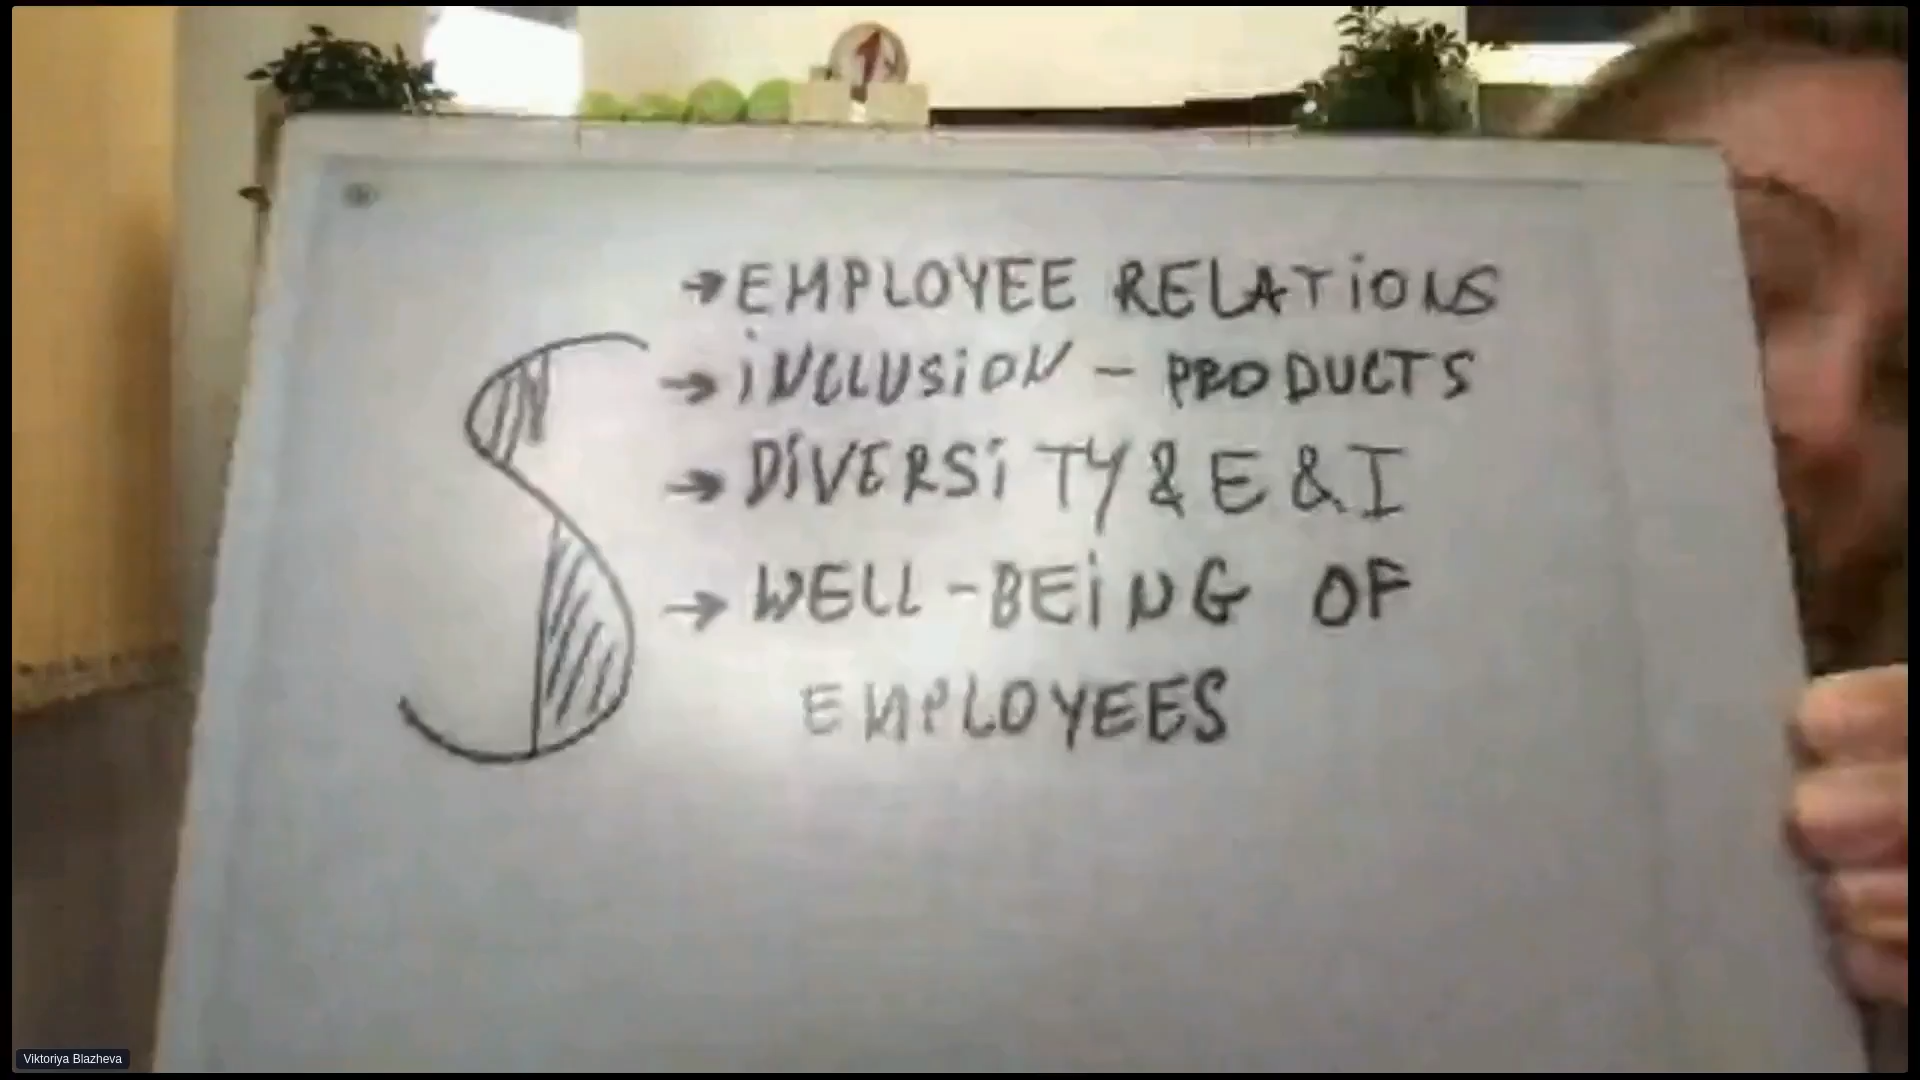 → EMPLOYEE RELATIONS
→ iNCLUSiON - PRODUCTS
S
→ DiVERSiTY & E & I
→ WELL-BEiNG OF
EMPLOYEES
Viktoriya Blazheva